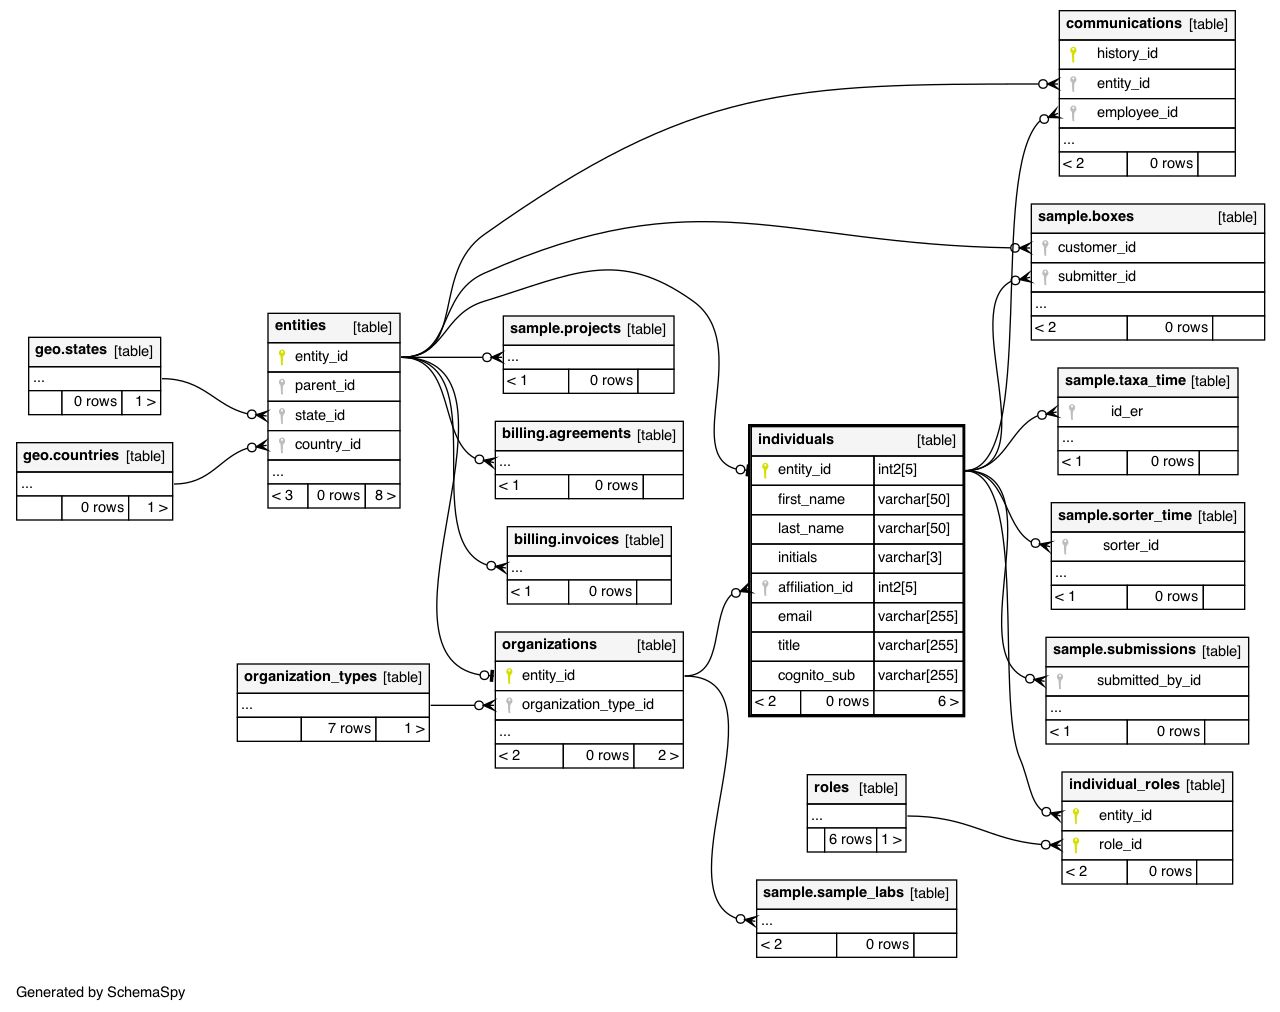 communications [table]
history_id
entity_id
employee_id
...
< 2 0 rows
sample.boxes [table]
customer_id
submitter_id
...
< 2 0 rows
entities [table]
entity_id
parent_id
state_id
country_id
...
< 3 0 rows 8 >
geo.states [table]
...
0 rows 1 >
geo.countries [table]
...
0 rows 1 >
sample.projects [table]
...
< 1 0 rows
billing.agreements [table]
...
< 1 0 rows
billing.invoices [table]
...
< 1 0 rows
organizations [table]
entity_id
organization_type_id
...
< 2 0 rows 2 >
organization_types [table]
...
7 rows 1 >
individuals [table]
entity_id int2[5]
first_name varchar[50]
last_name varchar[50]
initials varchar[3]
affiliation_id int2[5]
email varchar[255]
title varchar[255]
cognito_sub varchar[255]
< 2 0 rows 6 >
sample.taxa_time [table]
id_er
...
< 1 0 rows
sample.sorter_time [table]
sorter_id
...
< 1 0 rows
sample.submissions [table]
submitted_by_id
...
< 1 0 rows
roles [table]
...
6 rows 1 >
individual_roles [table]
entity_id
role_id
< 2 0 rows
sample.sample_labs [table]
...
< 2 0 rows
Generated by SchemaSpy